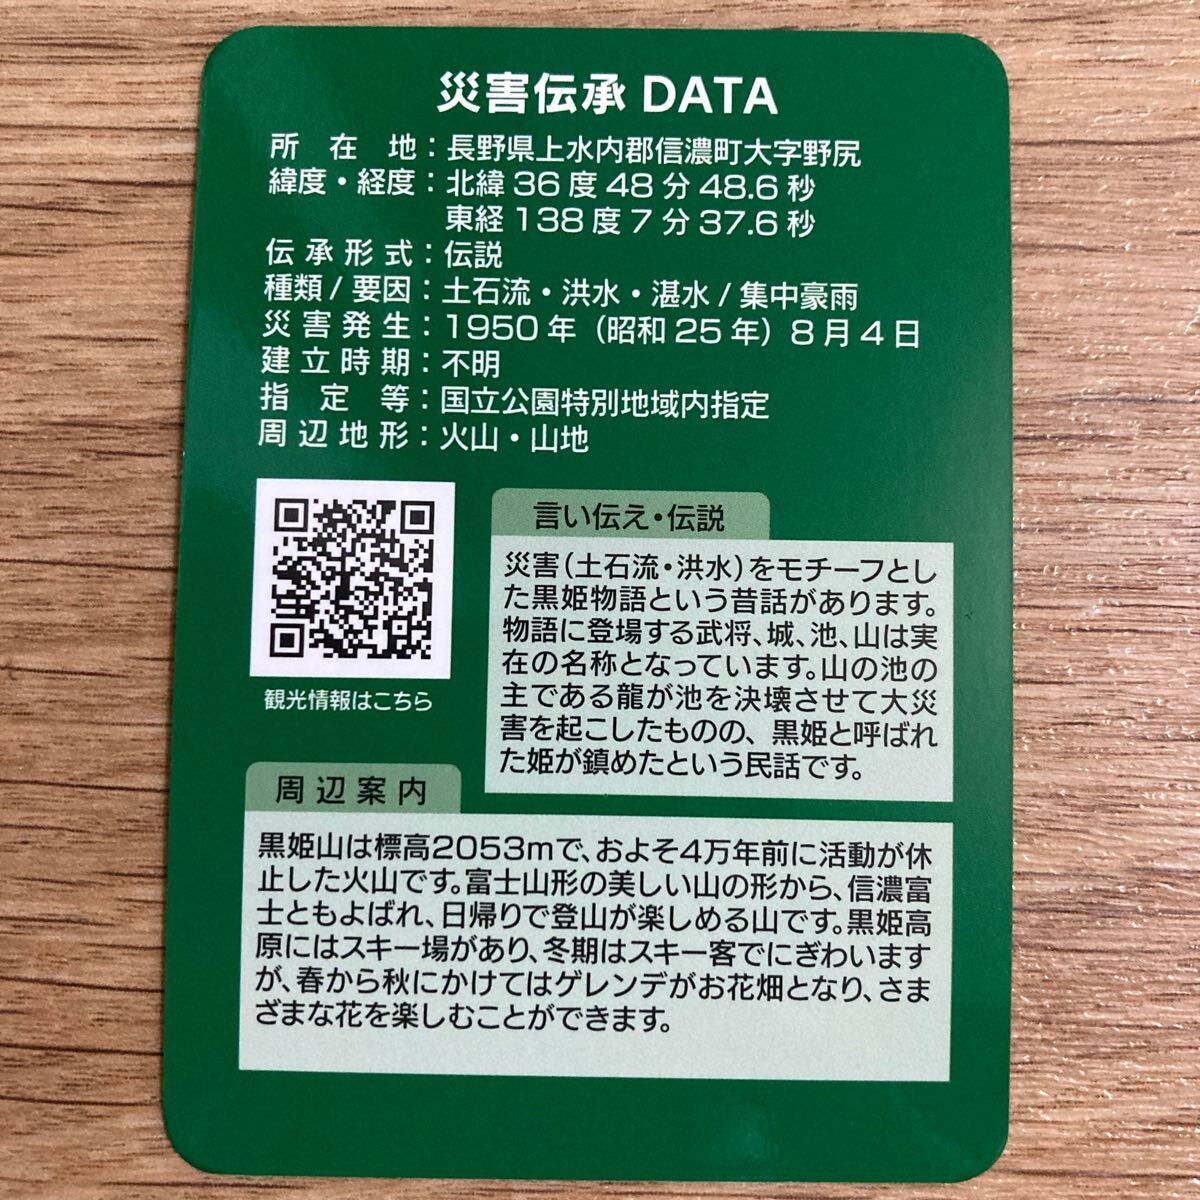 災害伝承 DATA
所在地：長野県上水内郡信濃町大字野尻
緯度・経度：北緯 36 度 48 分 48.6 秒
東経 138 度 7 分 37.6 秒
伝承形式：伝説
種類 / 要因：土石流・洪水・湛水 / 集中豪雨
災害発生：1950 年（昭和 25 年）8 月 4 日
建立時期：不明
指定等：国立公園特別地域内指定
周辺地形：火山・山地
観光情報はこちら
言い伝え・伝説
災害（土石流・洪水）をモチーフとし
た黒姫物語という昔話があります。
物語に登場する武将、城、池、山は実
在の名称となっています。山の池の
主である龍が池を決壊させて大災
害を起こしたものの、黒姫と呼ばれ
た姫が鎮めたという民話です。
周辺案内
黒姫山は標高2053mで、およそ4万年前に活動が休
止した火山です。富士山形の美しい山の形から、信濃富
士ともよばれ、日帰りで登山が楽しめる山です。黒姫高
原にはスキー場があり、冬期はスキー客でにぎわいます
が、春から秋にかけてはゲレンデがお花畑となり、さま
ざまな花を楽しむことができます。